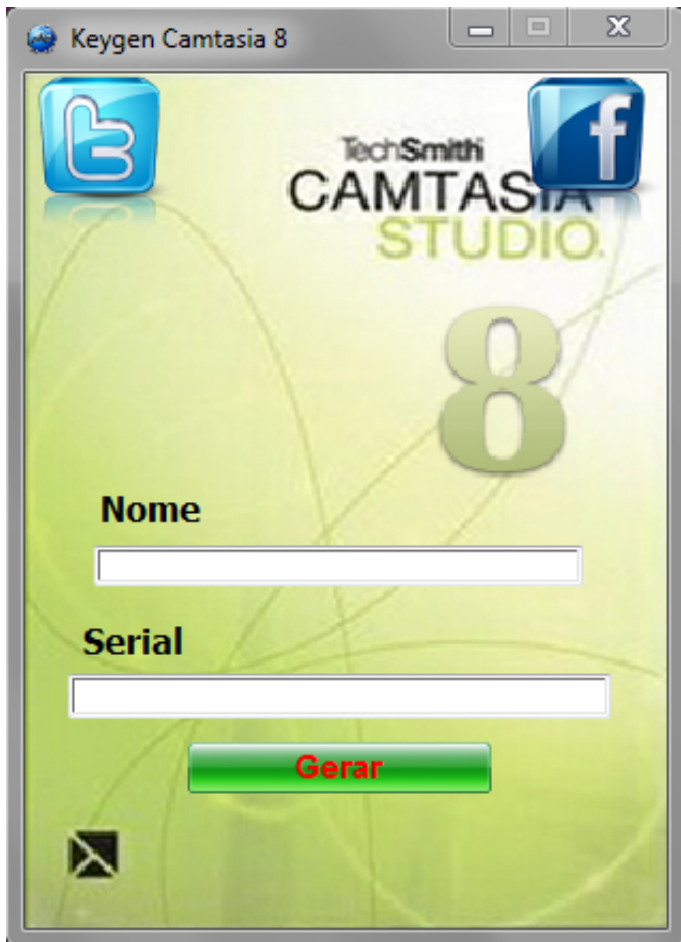 Keygen Camtasia 8
TechSmith
CAMTASIA
STUDIO.
8
Nome
Serial
Gerar